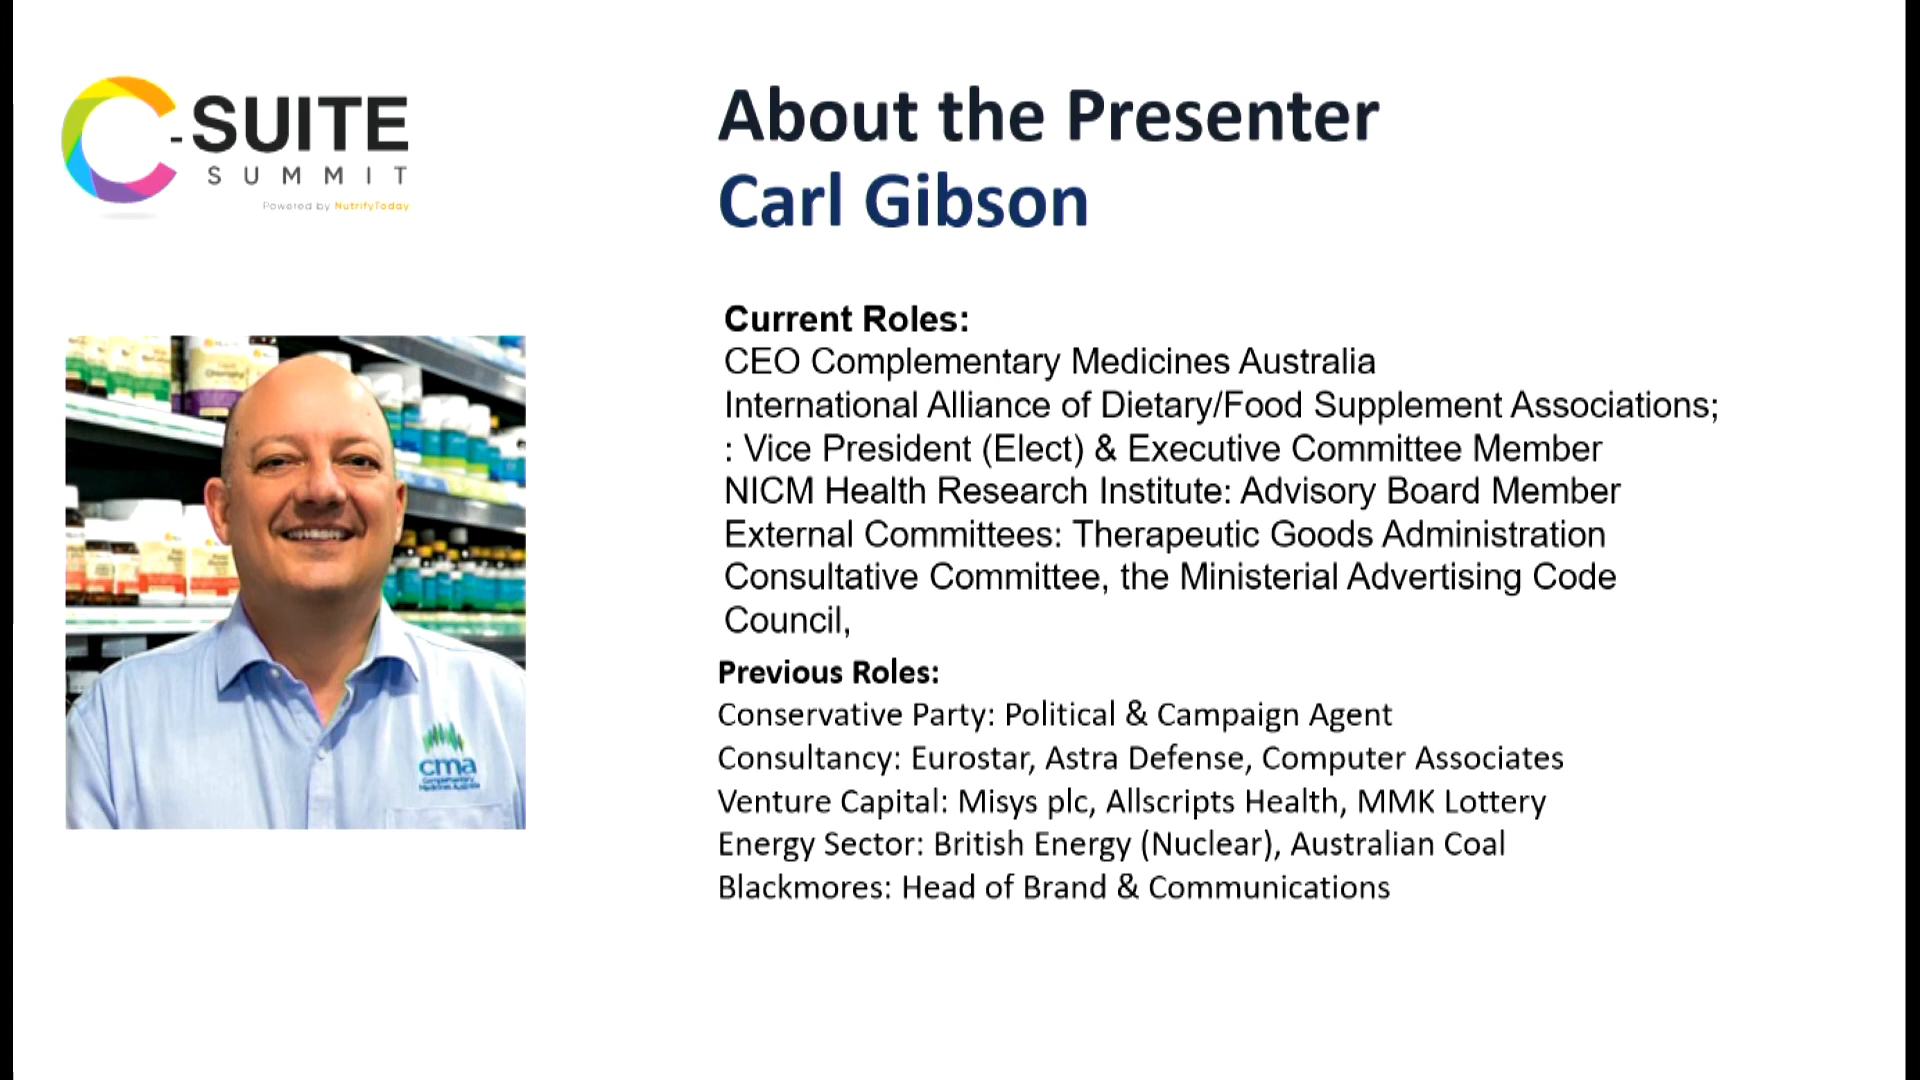 C-SUITE
SUMMIT
Powered by NutrifyToday
About the Presenter
Carl Gibson
Current Roles:
CEO Complementary Medicines Australia
International Alliance of Dietary/Food Supplement Associations;
: Vice President (Elect) & Executive Committee Member
NICM Health Research Institute: Advisory Board Member
External Committees: Therapeutic Goods Administration
Consultative Committee, the Ministerial Advertising Code
Council,
Previous Roles:
Conservative Party: Political & Campaign Agent
Consultancy: Eurostar, Astra Defense, Computer Associates
Venture Capital: Misys plc, Allscripts Health, MMK Lottery
Energy Sector: British Energy (Nuclear), Australian Coal
Blackmores: Head of Brand & Communications
cma
Complementary
Medicines Australia